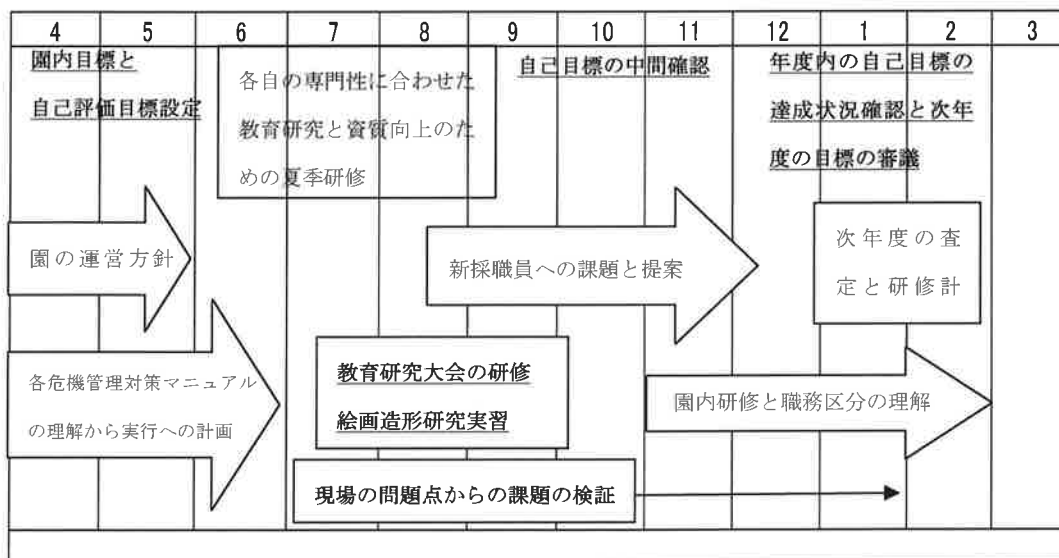 4 5 6 7 8 9 10 11 12 1 2 3
園内目標と
自己評価目標設定
各自の専門性に合わせた
教育研究と資質向上のた
めの夏季研修
自己目標の中間確認
年度内の自己目標の
達成状況確認と次年
度の目標の審議
園の運営方針
新採職員への課題と提案
次年度の査
定と研修計
各危機管理対策マニュアル
の理解から実行への計画
教育研究大会の研修
絵画造形研究実習
園内研修と職務区分の理解
現場の問題点からの課題の検証